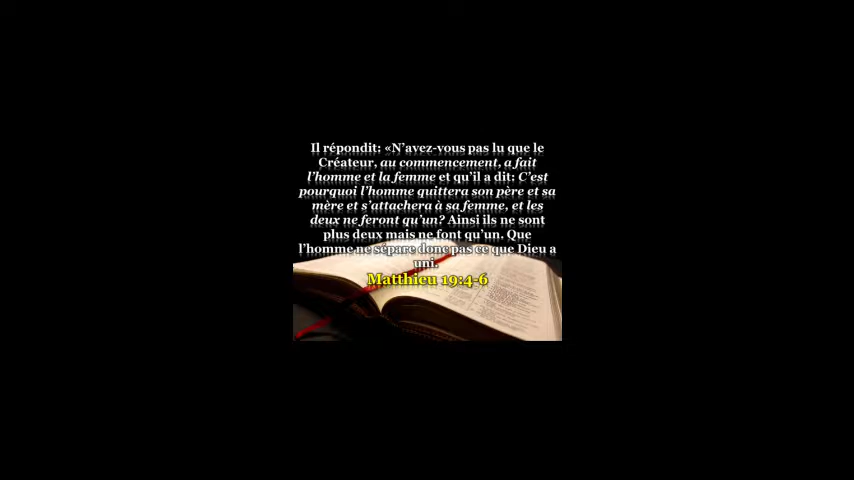 Il répondit: «N'avez-vous pas lu que le
Créateur, au commencement, a fait
l'homme et la femme et qu'il a dit: C'est
pourquoi l'homme quittera son père et sa
mère et s'attachera à sa femme, et les
deux ne feront qu'un? Ainsi ils ne sont
plus deux mais ne font qu'un. Que
l'homme ne sépare donc pas ce que Dieu a
uni.
Matthieu 19:4-6